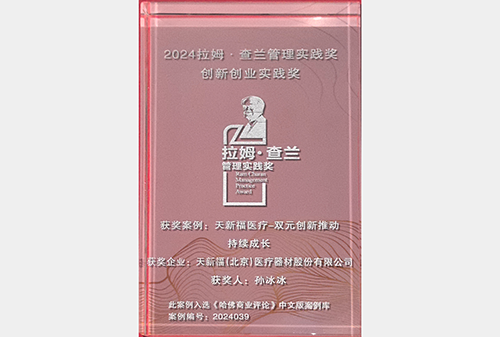 2024拉姆·查兰管理实践奖
创新创业实践奖
拉姆·查兰
管理实践奖
Ram Charan
Management
Practice
Award
获奖案例：天新福医疗-双元创新推动
持续成长
获奖企业：天新福(北京)医疗器材股份有限公司
获奖人：孙冰冰
此案例入选《哈佛商业评论》中文版案例库
案例编号：2024039